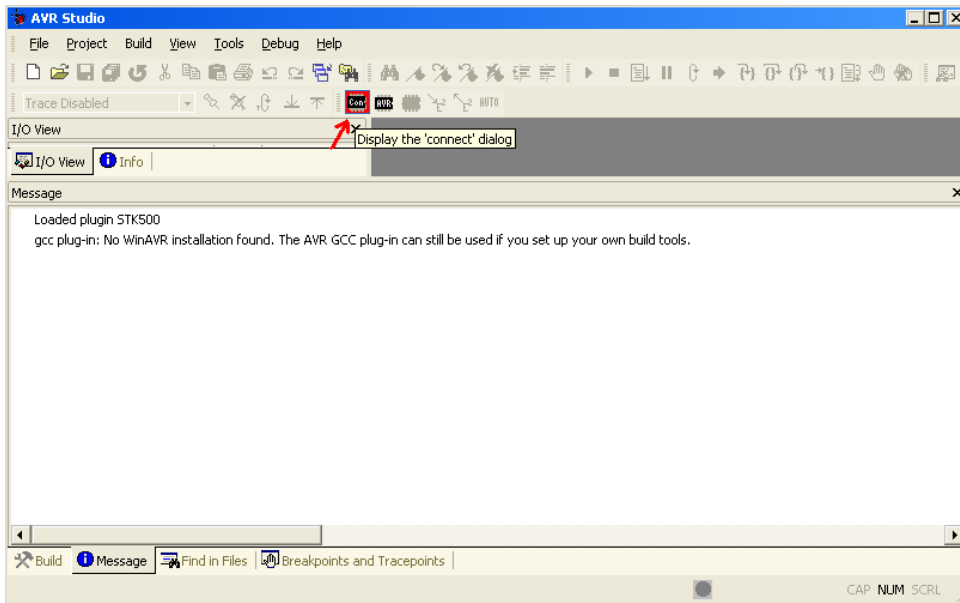 AVR Studio
File Project Build View Tools Debug Help
Trace Disabled
Con
AVR
AUTO
I/O View
Display the 'connect' dialog
I/O View
Info
Message
Loaded plugin STK500
gcc plug-in: No WinAVR installation found. The AVR GCC plug-in can still be used if you set up your own build tools.
Build Message Find in Files Breakpoints and Tracepoints
CAP NUM SCRL